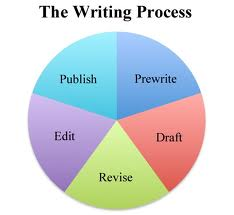 The Writing Process
Prewrite
Draft
Revise
Edit
Publish